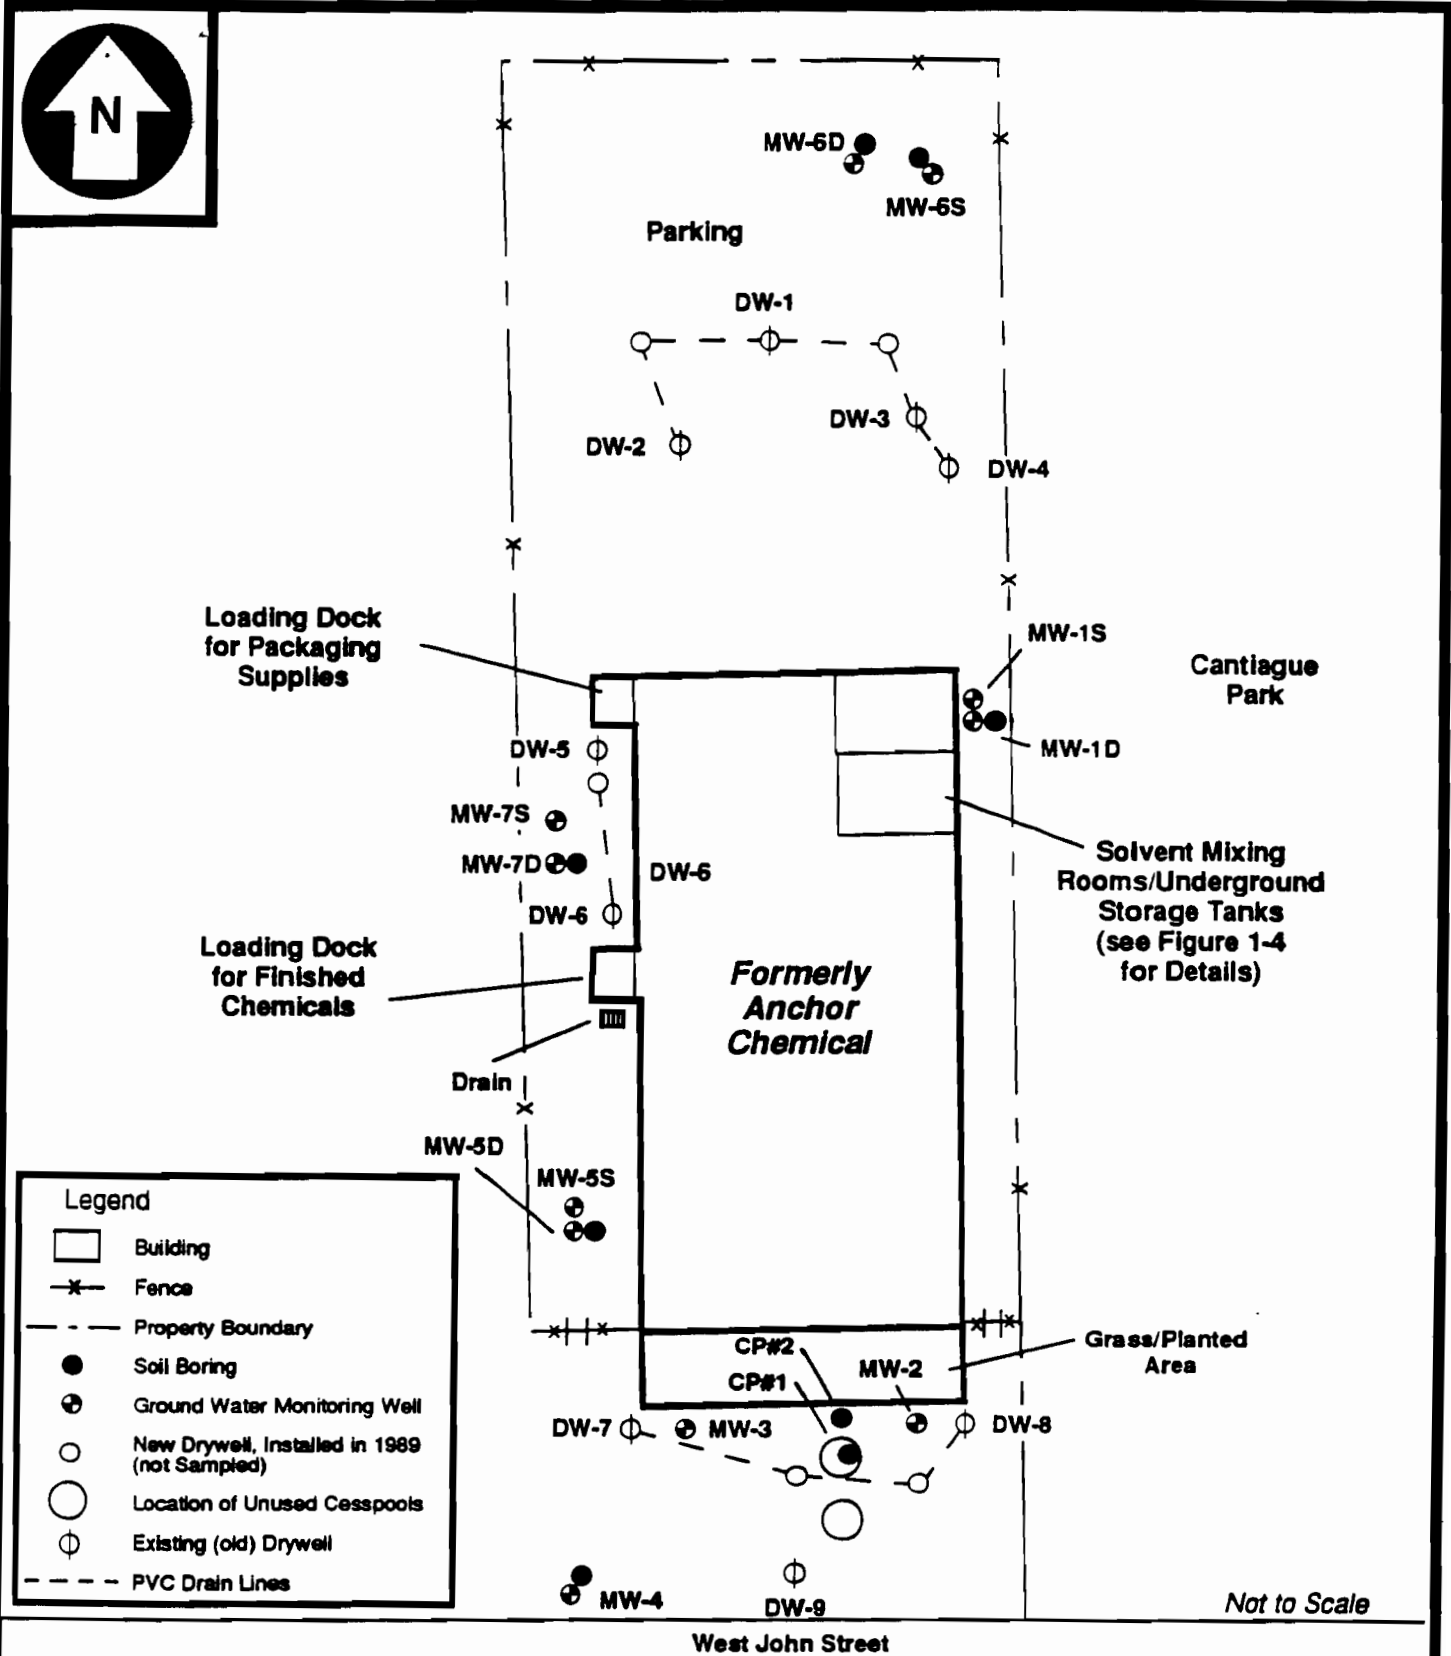 N
MW-6D
MW-6S
Parking
DW-1
DW-3
DW-2
DW-4
Loading Dock
for Packaging
Supplies
MW-1S
Cantiague
Park
DW-5
MW-1D
MW-7S
MW-7D
DW-6
DW-6
Solvent Mixing
Rooms/Underground
Storage Tanks
(see Figure 1-4
for Details)
Loading Dock
for Finished
Chemicals
Formerly
Anchor
Chemical
Drain
MW-5D
MW-5S
Legend
Building
Fence
Property Boundary
Soil Boring
Ground Water Monitoring Well
New Drywell, Installed in 1989
(not Sampled)
Location of Unused Cesspools
Existing (old) Drywell
PVC Drain Lines
CP#2
CP#1
MW-2
Grass/Planted
Area
DW-7
MW-3
DW-8
MW-4
DW-9
Not to Scale
West John Street